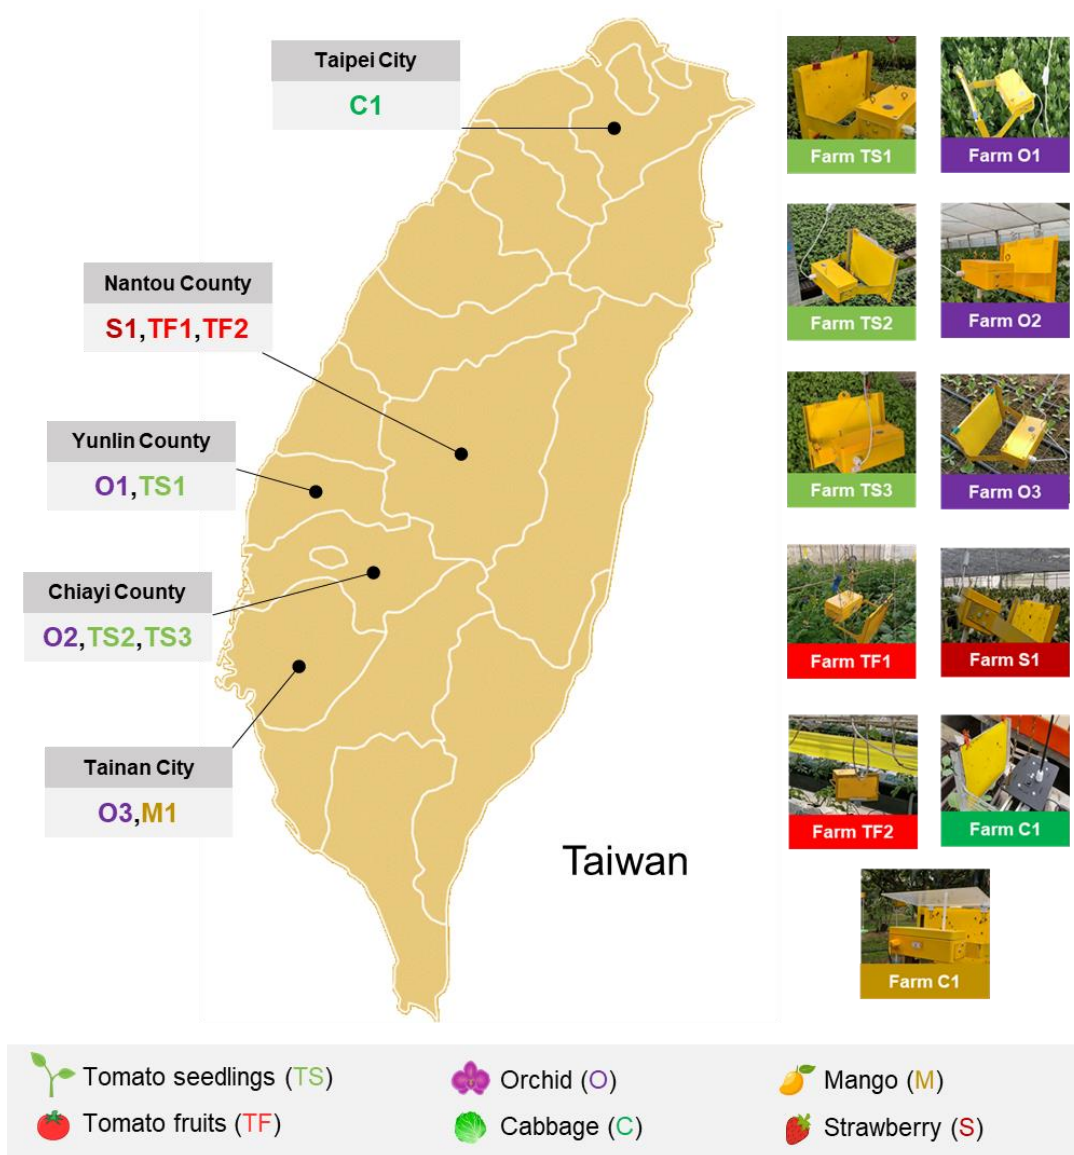 Taipei City
C1
Nantou County
S1,TF1,TF2
Yunlin County
O1,TS1
Chiayi County
O2,TS2,TS3
Tainan City
O3,M1
Taiwan
Farm TS1
Farm O1
Farm TS2
Farm O2
Farm TS3
Farm O3
Farm TF1
Farm S1
Farm TF2
Farm C1
Farm C1
Tomato seedlings (TS)
Orchid (O)
Mango (M)
Tomato fruits (TF)
Cabbage (C)
Strawberry (S)